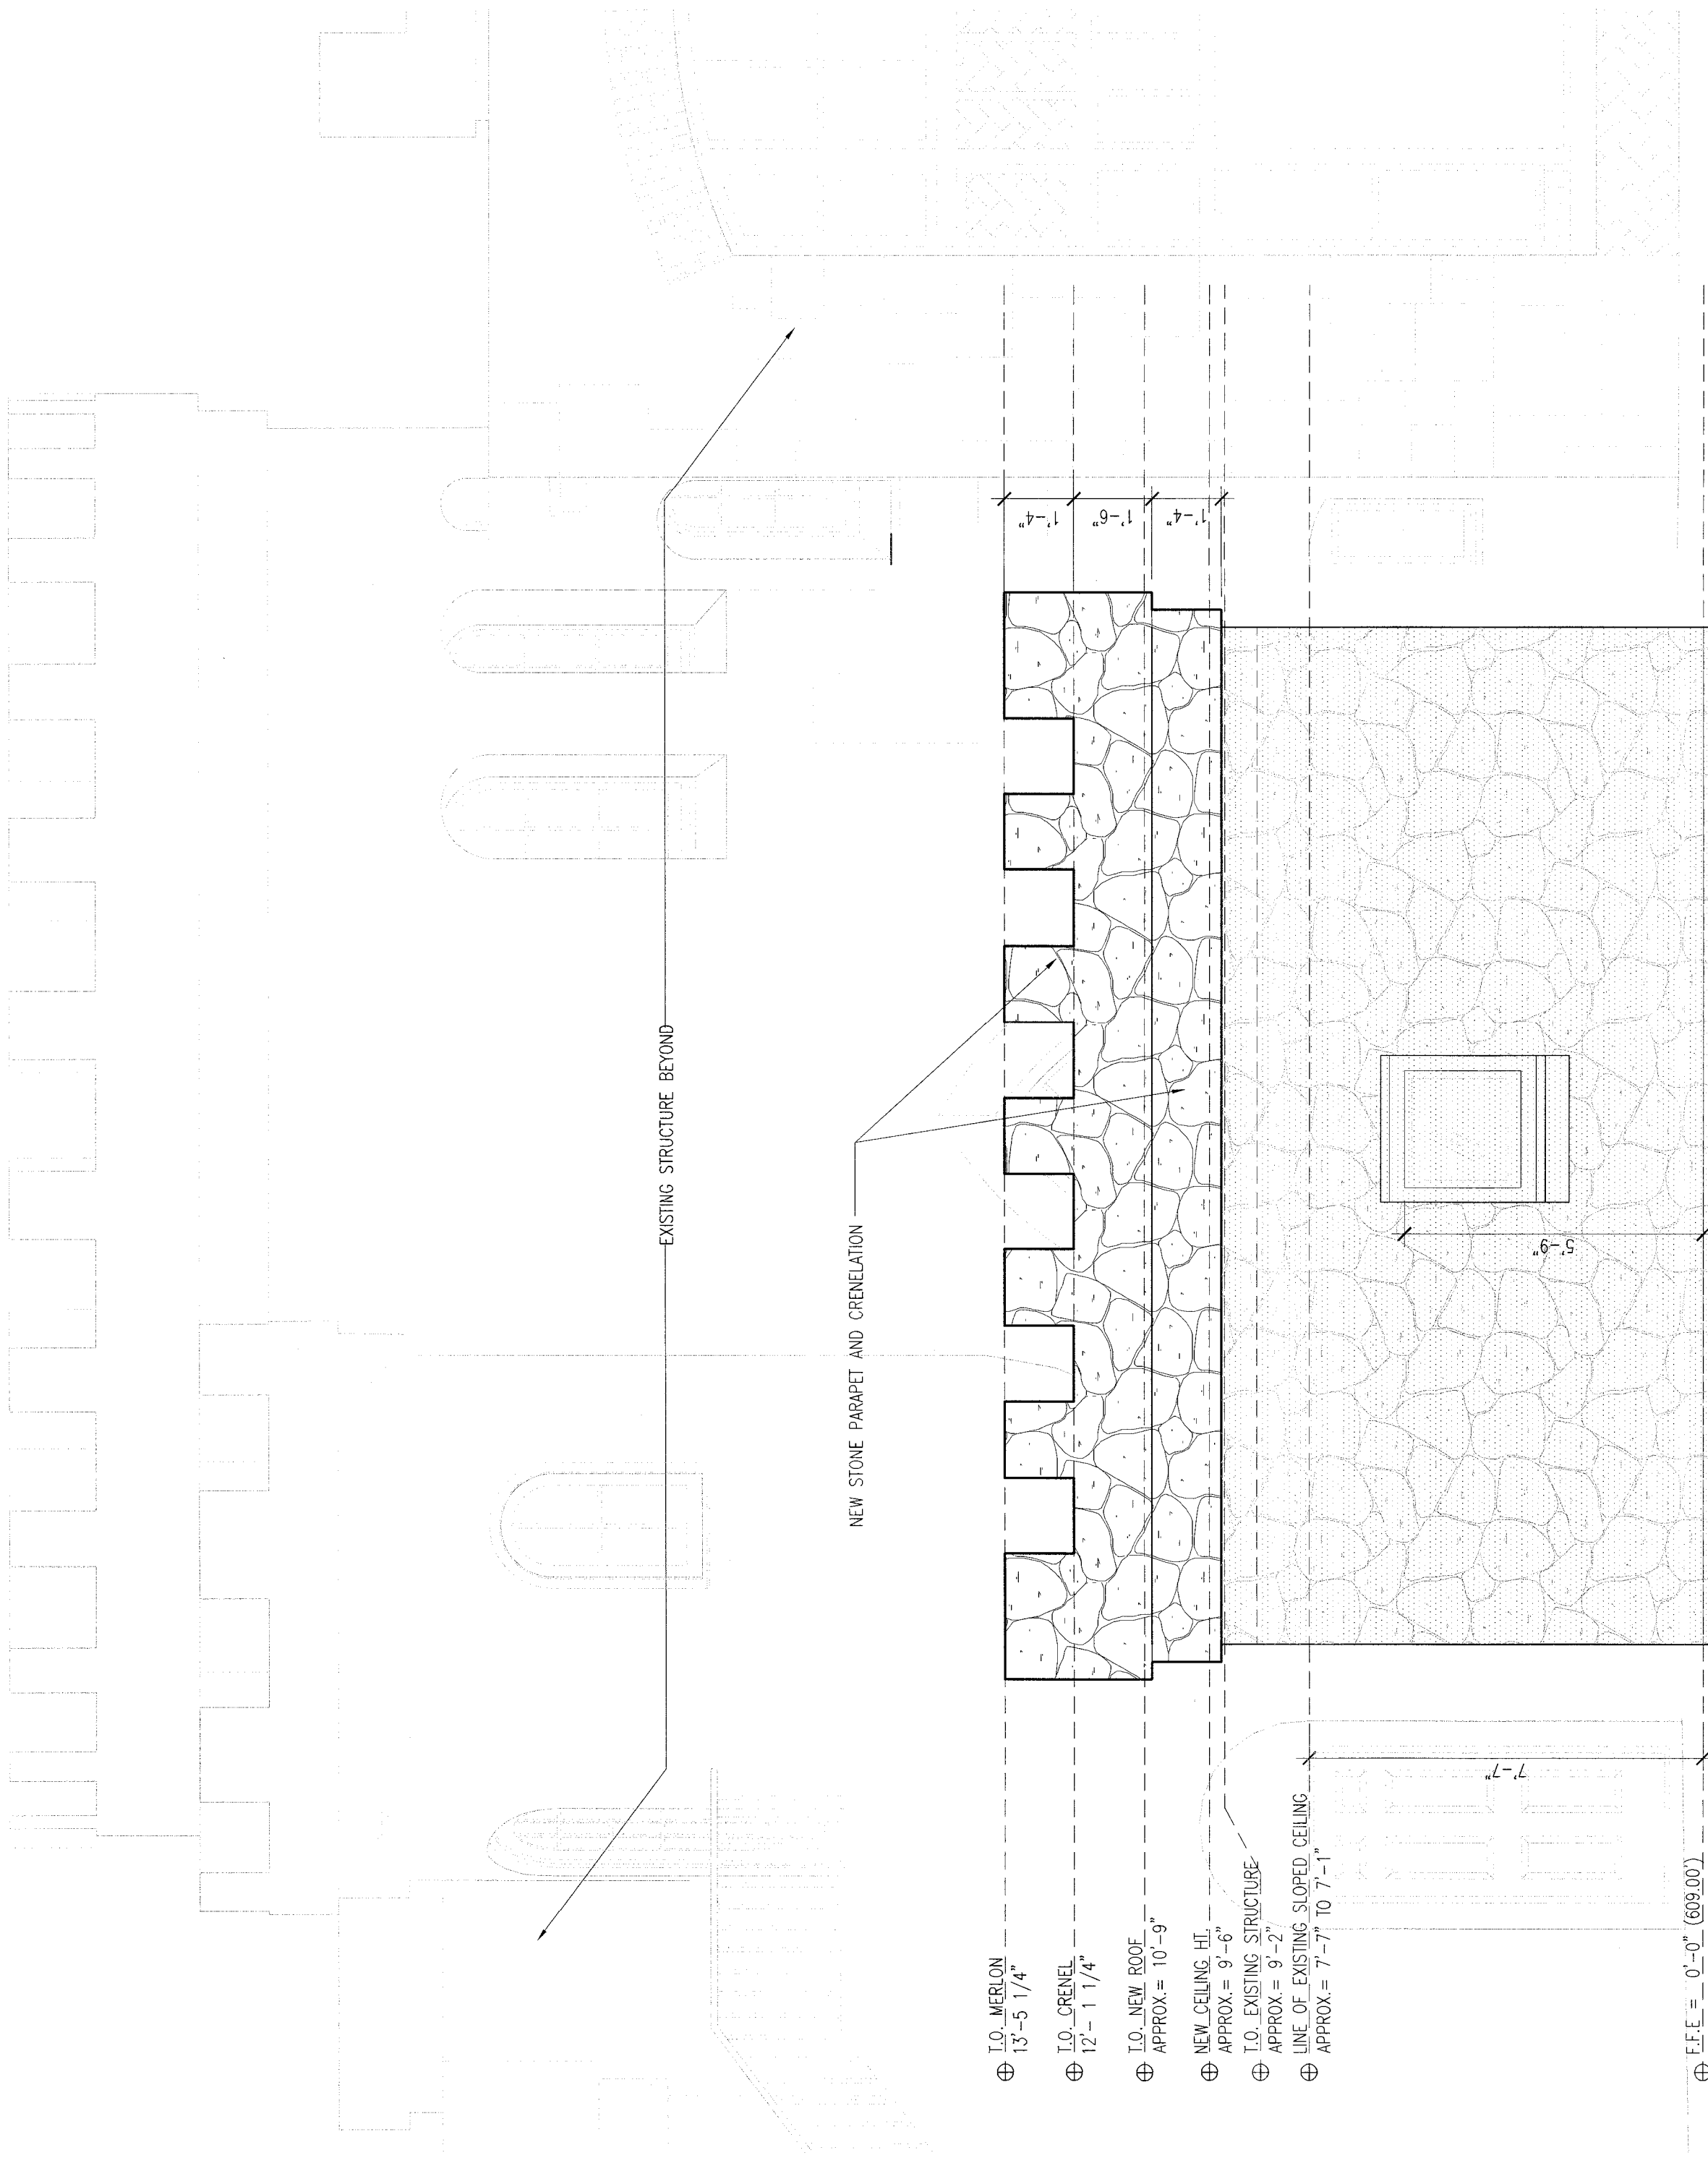 EXISTING STRUCTURE BEYOND
NEW STONE PARAPET AND CRENELATION
1'-4"
1'-6"
1'-4"
5'-9"
7'-7"
T.O. MERLON
13'-5 1/4"
T.O. CRENEL
12'- 1 1/4"
T.O. NEW ROOF
APPROX.= 10'-9"
NEW CEILING HT.
APPROX.= 9'-6"
T.O. EXISTING STRUCTURE
APPROX.= 9'-2"
LINE OF EXISTING SLOPED CEILING
APPROX.= 7'-7" TO 7'-1"
F.F.E = 0'-0" (609.00')